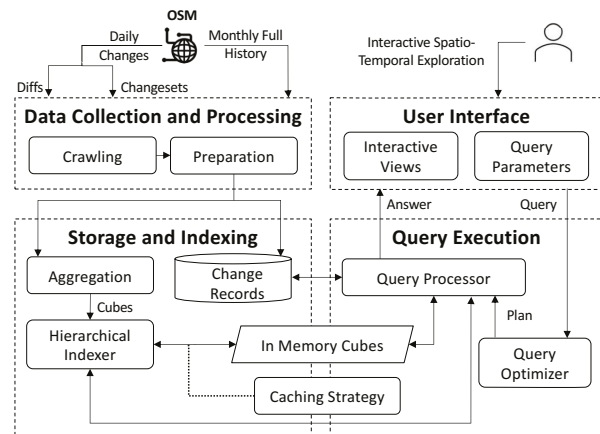 OSM
Daily
Changes
Monthly Full
History
Interactive Spatio-
Temporal Exploration
Diffs
Changesets
Data Collection and Processing
Crawling
Preparation
User Interface
Interactive
Views
Query
Parameters
Answer
Query
Storage and Indexing
Aggregation
Change
Records
Cubes
Hierarchical
Indexer
In Memory Cubes
Caching Strategy
Query Execution
Query Processor
Plan
Query
Optimizer